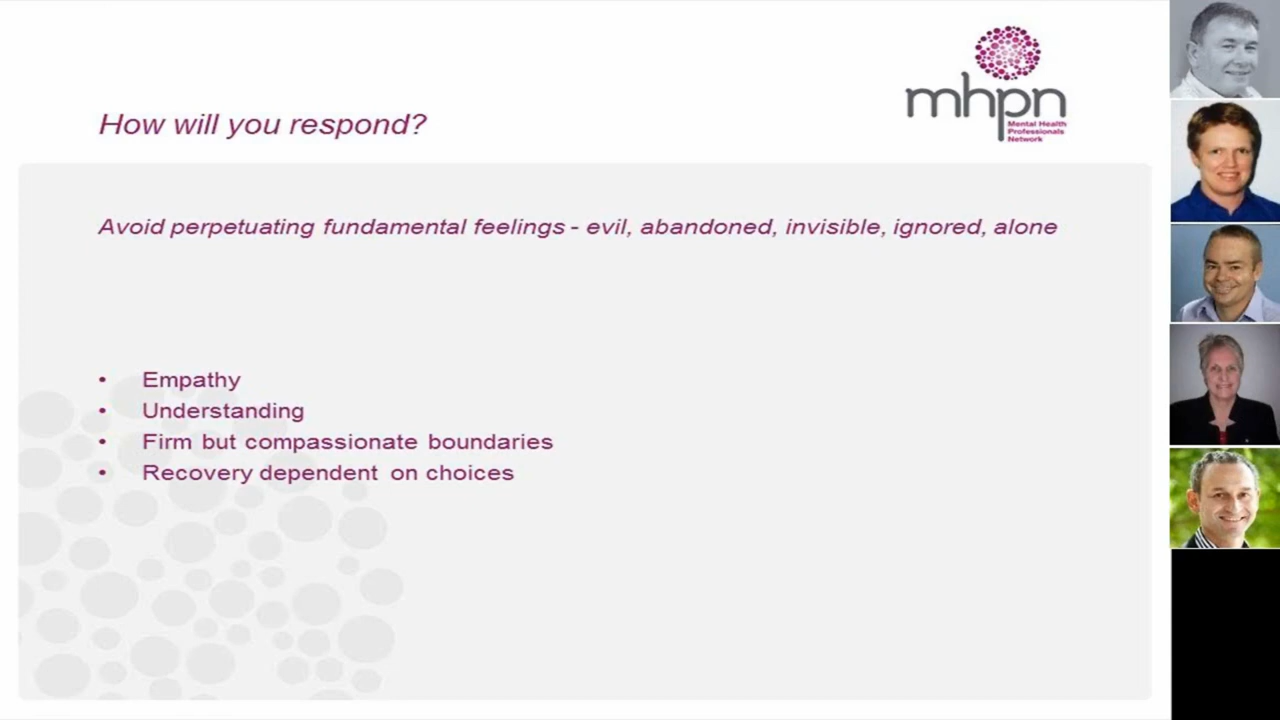 How will you respond?
mhpn
Mental Health
Professionals
Network
Avoid perpetuating fundamental feelings - evil, abandoned, invisible, ignored, alone
• Empathy
• Understanding
• Firm but compassionate boundaries
• Recovery dependent on choices